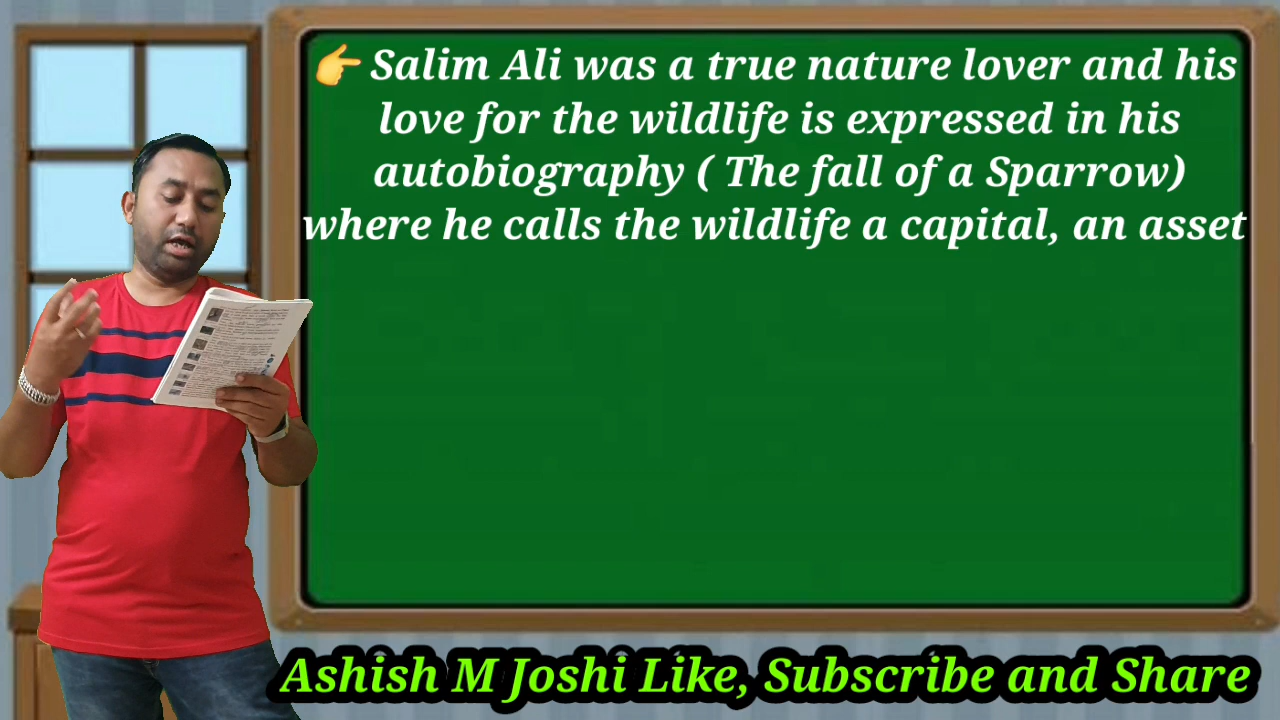 👉 Salim Ali was a true nature lover and his
love for the wildlife is expressed in his
autobiography ( The fall of a Sparrow)
where he calls the wildlife a capital, an asset
Ashish M Joshi Like, Subscribe and Share